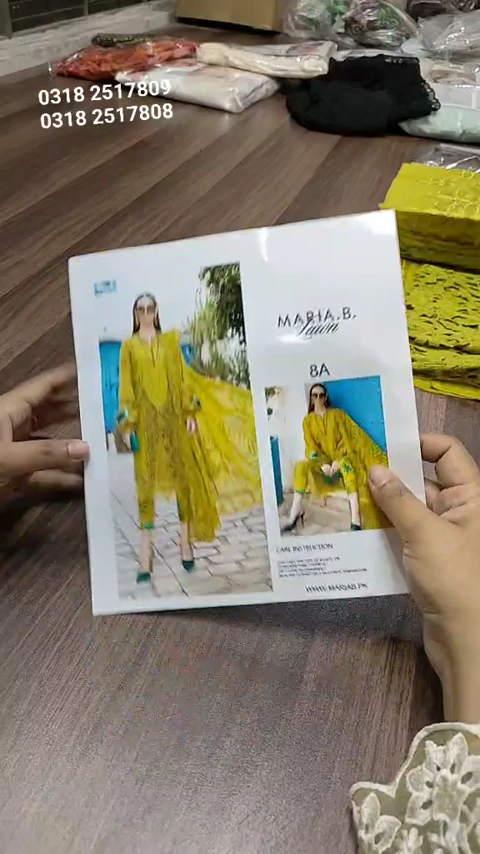 0318 2517809
0318 2517808
MARIA.B.
Lawn
8A
CARE INSTRUCTION
WWW.MARIAB.PK